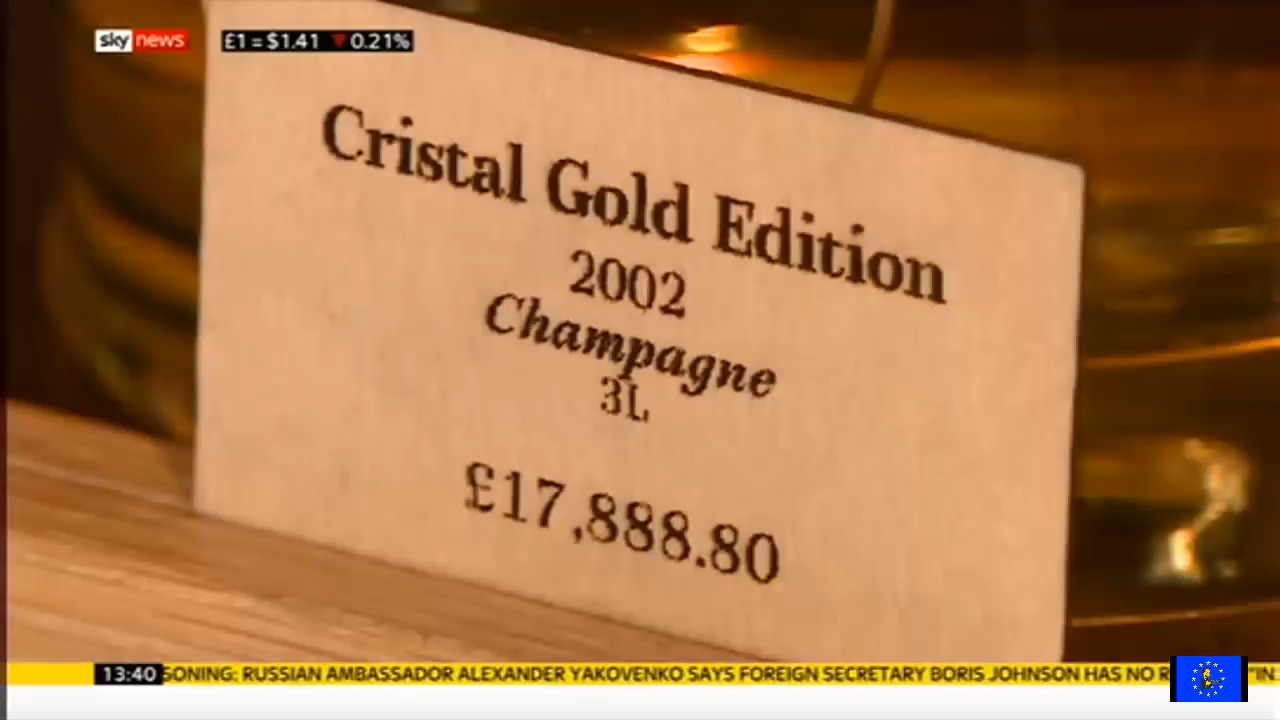 sky news £1 = $1.41 ▼ 0.21%
Cristal Gold Edition
2002
Champagne
3L
£17,888.80
13:40 SONING: RUSSIAN AMBASSADOR ALEXANDER YAKOVENKO SAYS FOREIGN SECRETARY BORIS JOHNSON HAS NO